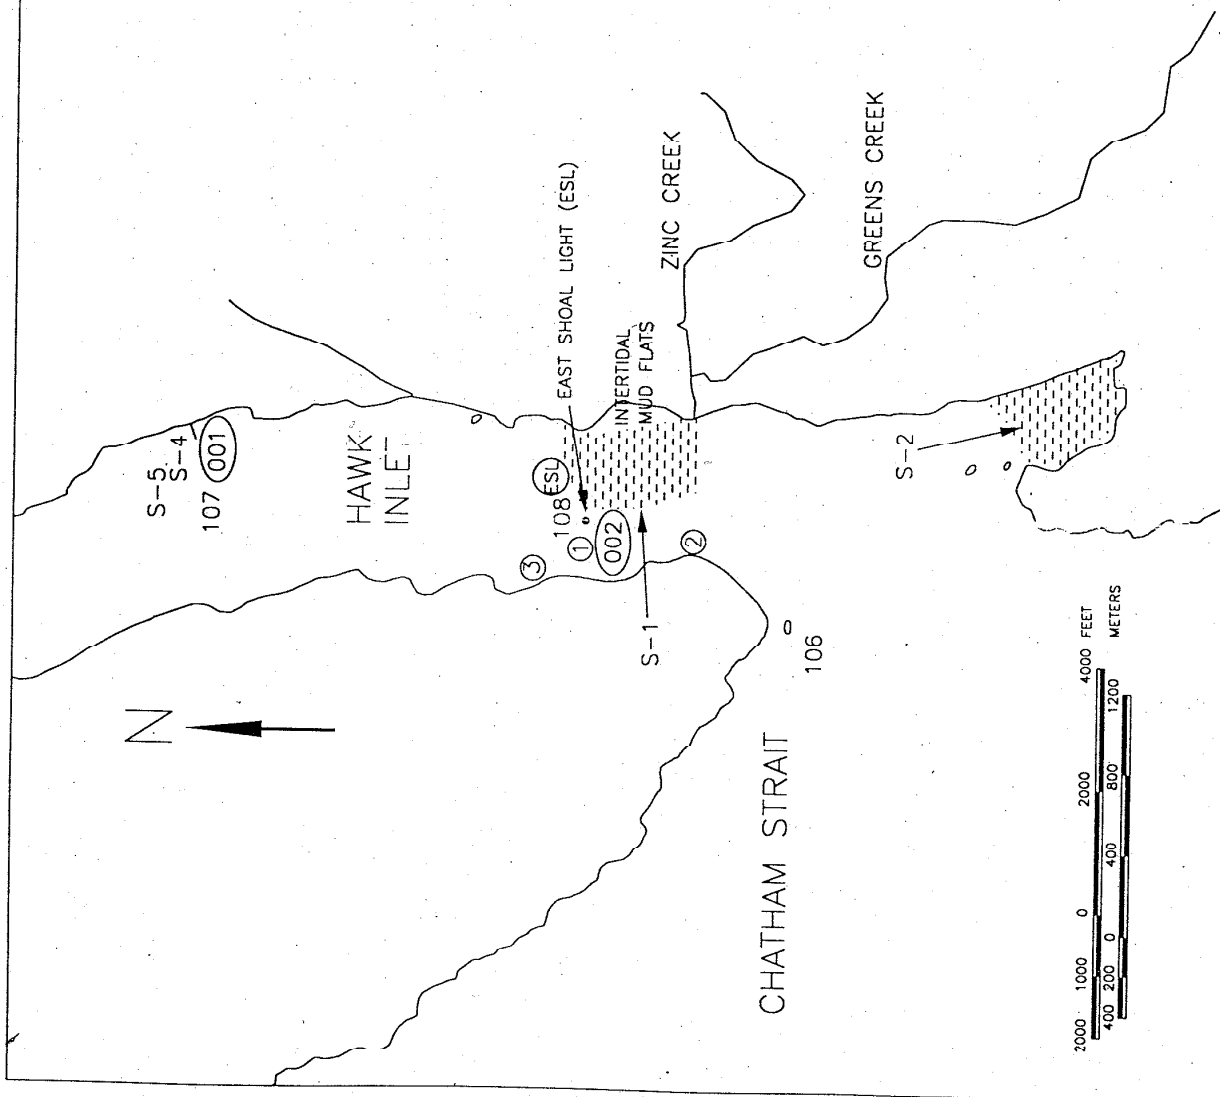 S-5
S-4
107
001
HAWK
INLET
EAST SHOAL LIGHT (ESL)
108
ESL
1
002
3
2
INTERTIDAL
MUD FLATS
ZINC CREEK
GREENS CREEK
S-1
S-2
106
N
CHATHAM STRAIT
2000 1000 0 2000 4000 FEET
400 200 0 400 800 1200 METERS